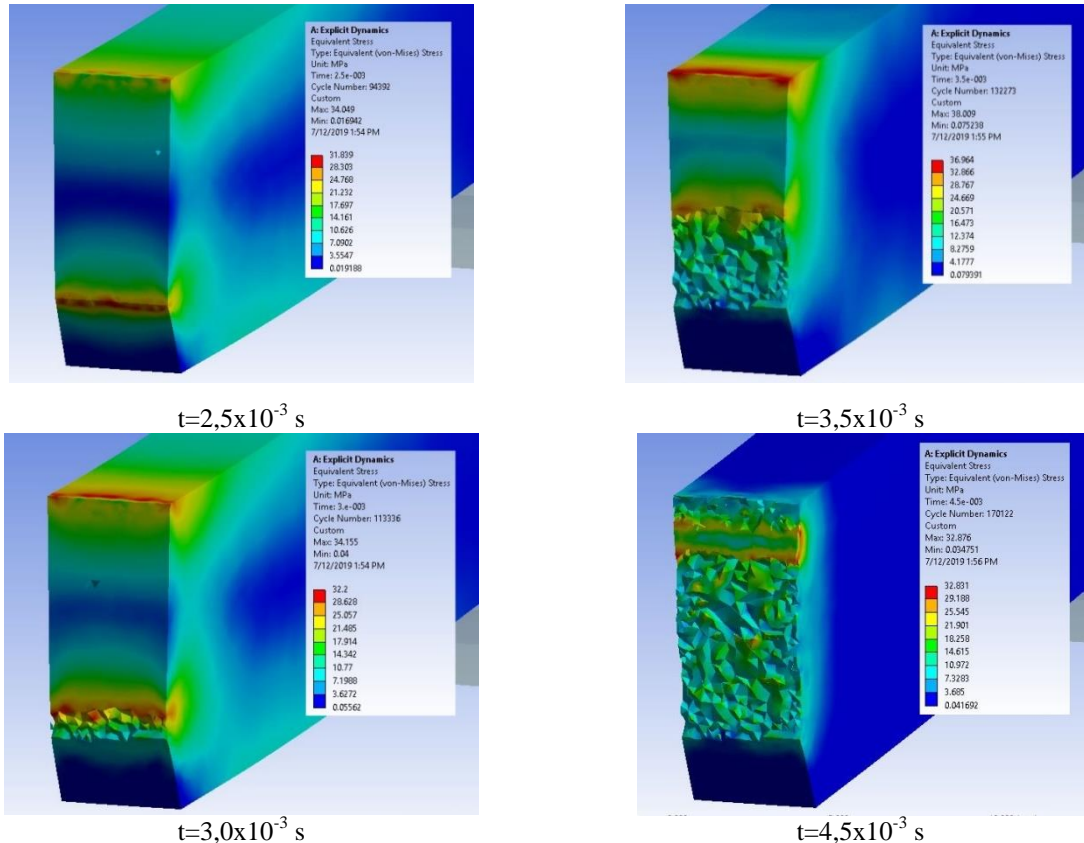 A: Explicit Dynamics
Equivalent Stress
Type: Equivalent (von-Mises) Stress
Unit: MPa
Time: 2.5e-003
Cycle Number: 94392
Custom
Max: 34.049
Min: 0.016942
7/12/2019 1:54 PM
31.839
28.303
24.768
21.232
17.697
14.161
10.626
7.0902
3.5547
0.019188
t=2,5x10⁻³ s
A: Explicit Dynamics
Equivalent Stress
Type: Equivalent (von-Mises) Stress
Unit: MPa
Time: 3.5e-003
Cycle Number: 132273
Custom
Max: 38.009
Min: 0.075238
7/12/2019 1:55 PM
36.964
32.866
28.767
24.669
20.571
16.473
12.374
8.2759
4.1777
0.079391
t=3,5x10⁻³ s
A: Explicit Dynamics
Equivalent Stress
Type: Equivalent (von-Mises) Stress
Unit: MPa
Time: 3.e-003
Cycle Number: 113336
Custom
Max: 34.155
Min: 0.04
7/12/2019 1:54 PM
32.2
28.628
25.057
21.485
17.914
14.342
10.77
7.1988
3.6272
0.05562
t=3,0x10⁻³ s
A: Explicit Dynamics
Equivalent Stress
Type: Equivalent (von-Mises) Stress
Unit: MPa
Time: 4.5e-003
Cycle Number: 170122
Custom
Max: 32.876
Min: 0.034751
7/12/2019 1:56 PM
32.831
29.188
25.545
21.901
18.258
14.615
10.972
7.3283
3.685
0.041692
t=4,5x10⁻³ s